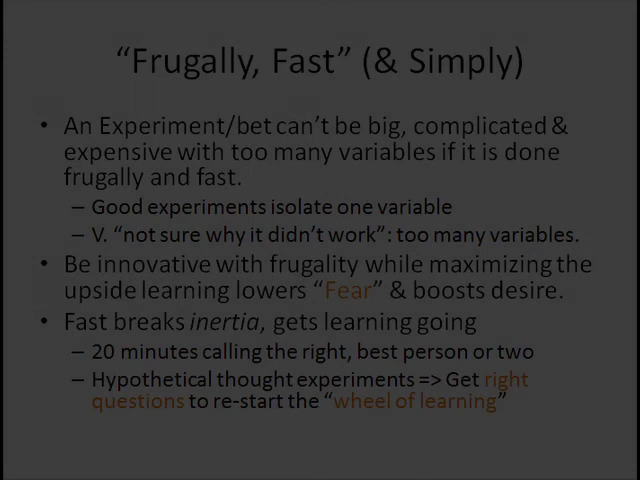 “Frugally, Fast” (& Simply)
• An Experiment/bet can’t be big, complicated &
expensive with too many variables if it is done
frugally and fast.
– Good experiments isolate one variable
– V. “not sure why it didn’t work”: too many variables.
• Be innovative with frugality while maximizing the
upside learning lowers “Fear” & boosts desire.
• Fast breaks inertia, gets learning going
– 20 minutes calling the right, best person or two
– Hypothetical thought experiments => Get right
questions to re-start the “wheel of learning”